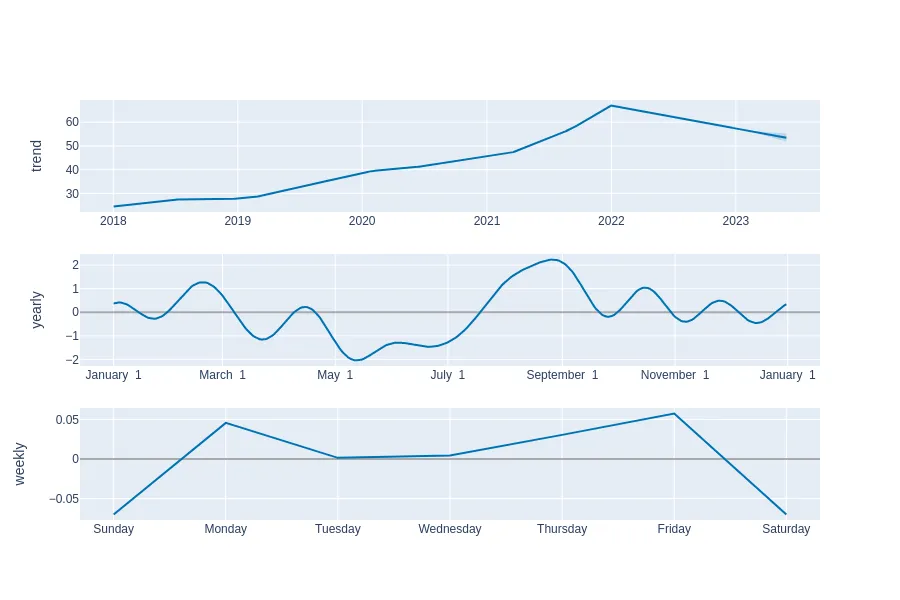 trend
60
50
40
30
2018 2019 2020 2021 2022 2023
yearly
2
1
0
−1
−2
January 1 March 1 May 1 July 1 September 1 November 1 January 1
weekly
0.05
0
−0.05
Sunday Monday Tuesday Wednesday Thursday Friday Saturday